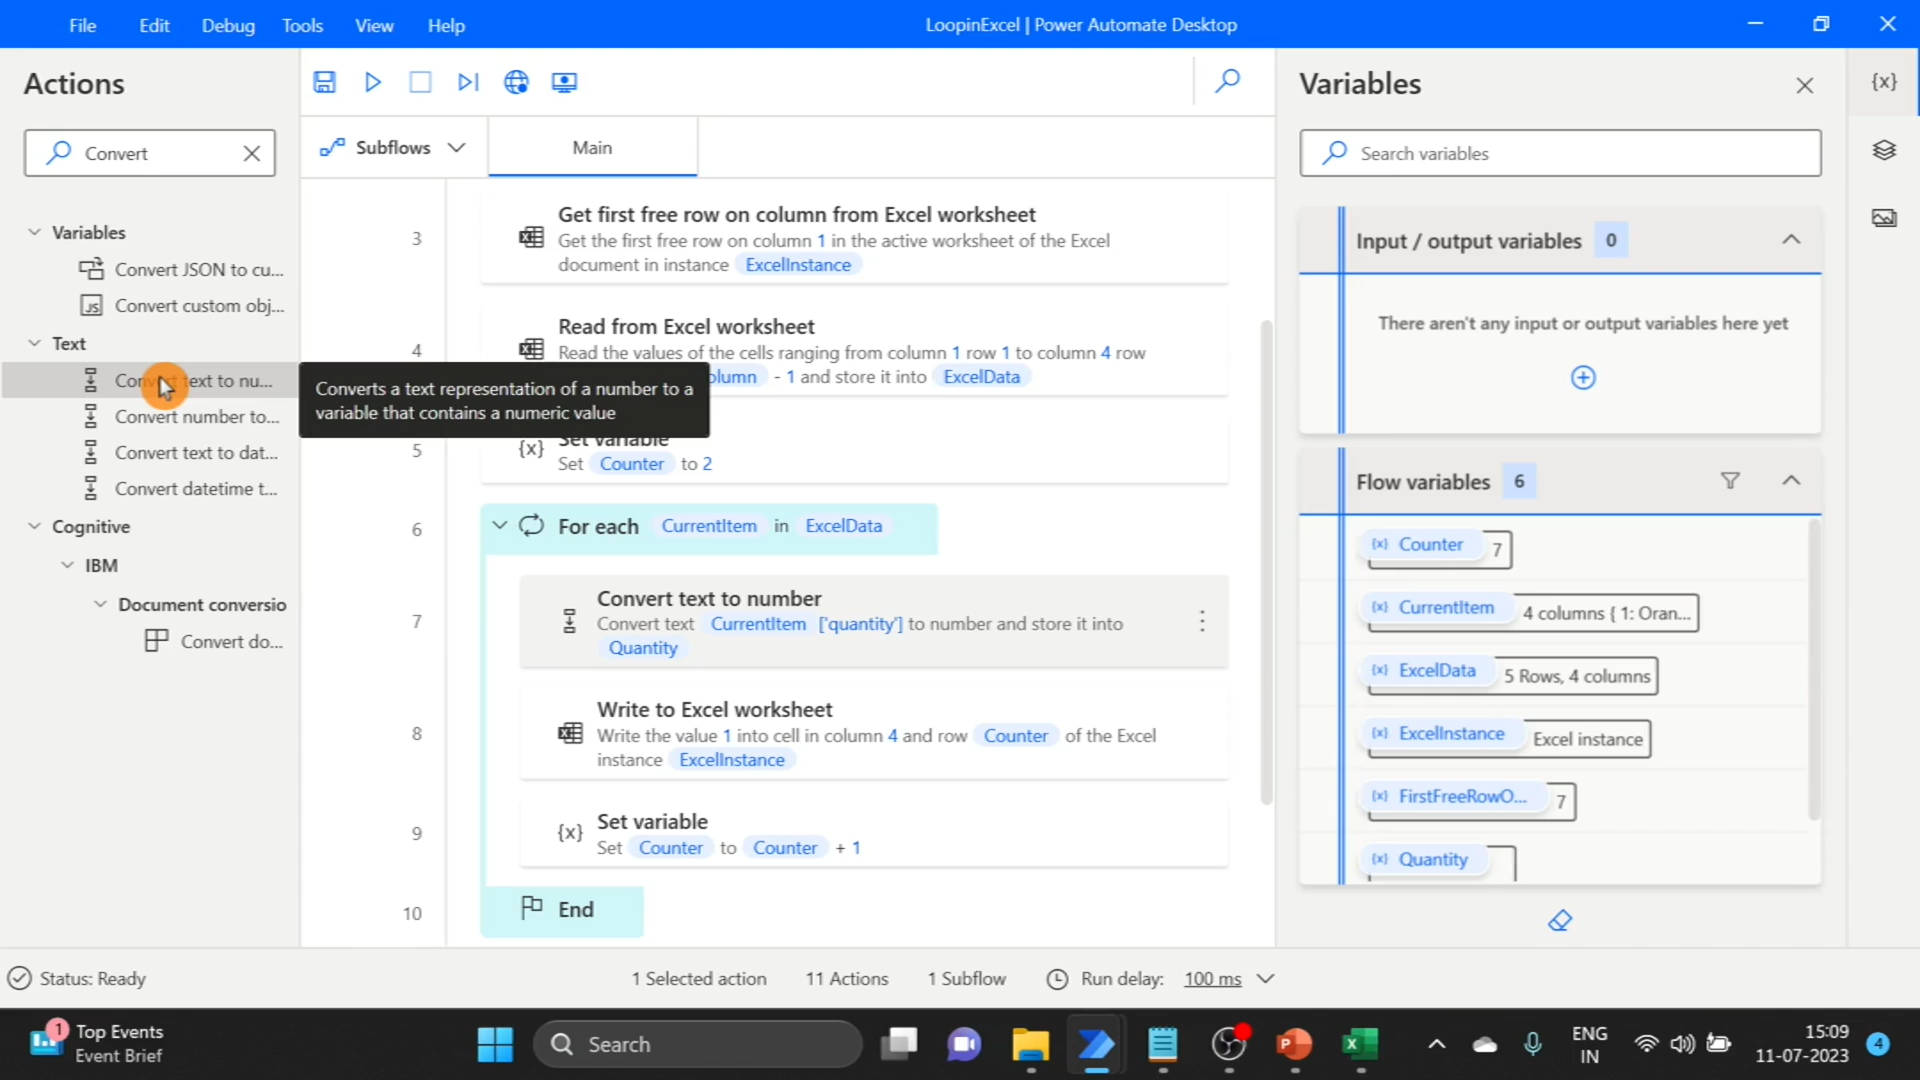 File Edit Debug Tools View Help
LoopinExcel | Power Automate Desktop
Actions
Convert
Variables
Convert JSON to cu...
Convert custom obj...
Text
Convert text to nu...
Convert number to...
Convert text to dat...
Convert datetime t...
Cognitive
IBM
Document conversio
Convert do...
Converts a text representation of a number to a
variable that contains a numeric value
Subflows
Main
3
Get first free row on column from Excel worksheet
Get the first free row on column 1 in the active worksheet of the Excel
document in instance ExcelInstance
4
Read from Excel worksheet
Read the values of the cells ranging from column 1 row 1 to column 4 row
olumn - 1 and store it into ExcelData
5
Set variable
Set Counter to 2
6
For each CurrentItem in ExcelData
7
Convert text to number
Convert text CurrentItem ['quantity'] to number and store it into
Quantity
8
Write to Excel worksheet
Write the value 1 into cell in column 4 and row Counter of the Excel
instance ExcelInstance
9
Set variable
Set Counter to Counter + 1
10
End
Variables
{x}
Search variables
Input / output variables 0
There aren't any input or output variables here yet
Flow variables 6
{x} Counter 7
{x} CurrentItem 4 columns { 1: Oran...
{x} ExcelData 5 Rows, 4 columns
{x} ExcelInstance Excel instance
{x} FirstFreeRowO... 7
{x} Quantity
Status: Ready
1 Selected action 11 Actions 1 Subflow Run delay: 100 ms
1
Top Events
Event Brief
Search
ENG
IN
15:09
11-07-2023
4